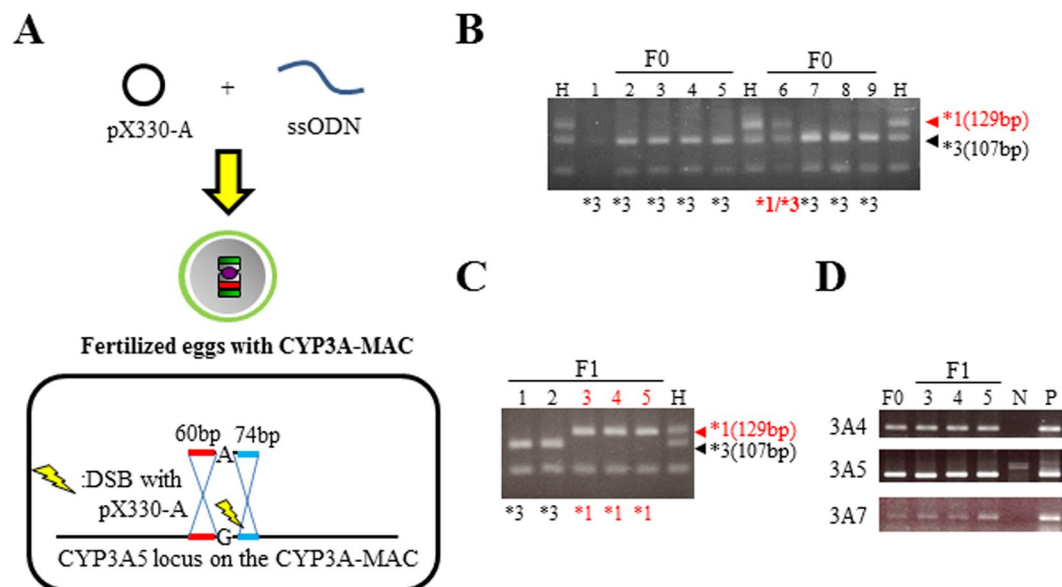 A
pX330-A
+
ssODN
Fertilized eggs with CYP3A-MAC
60bp
A
74bp
:DSB with
pX330-A
G
CYP3A5 locus on the CYP3A-MAC
B
F0 F0
H 1 2 3 4 5 H 6 7 8 9 H
*1(129bp)
*3(107bp)
*3 *3 *3 *3 *3 *1/*3 *3 *3 *3
C
F1
1 2 3 4 5 H
*1(129bp)
*3(107bp)
*3 *3 *1 *1 *1
D
F1
F0 3 4 5 N P
3A4
3A5
3A7